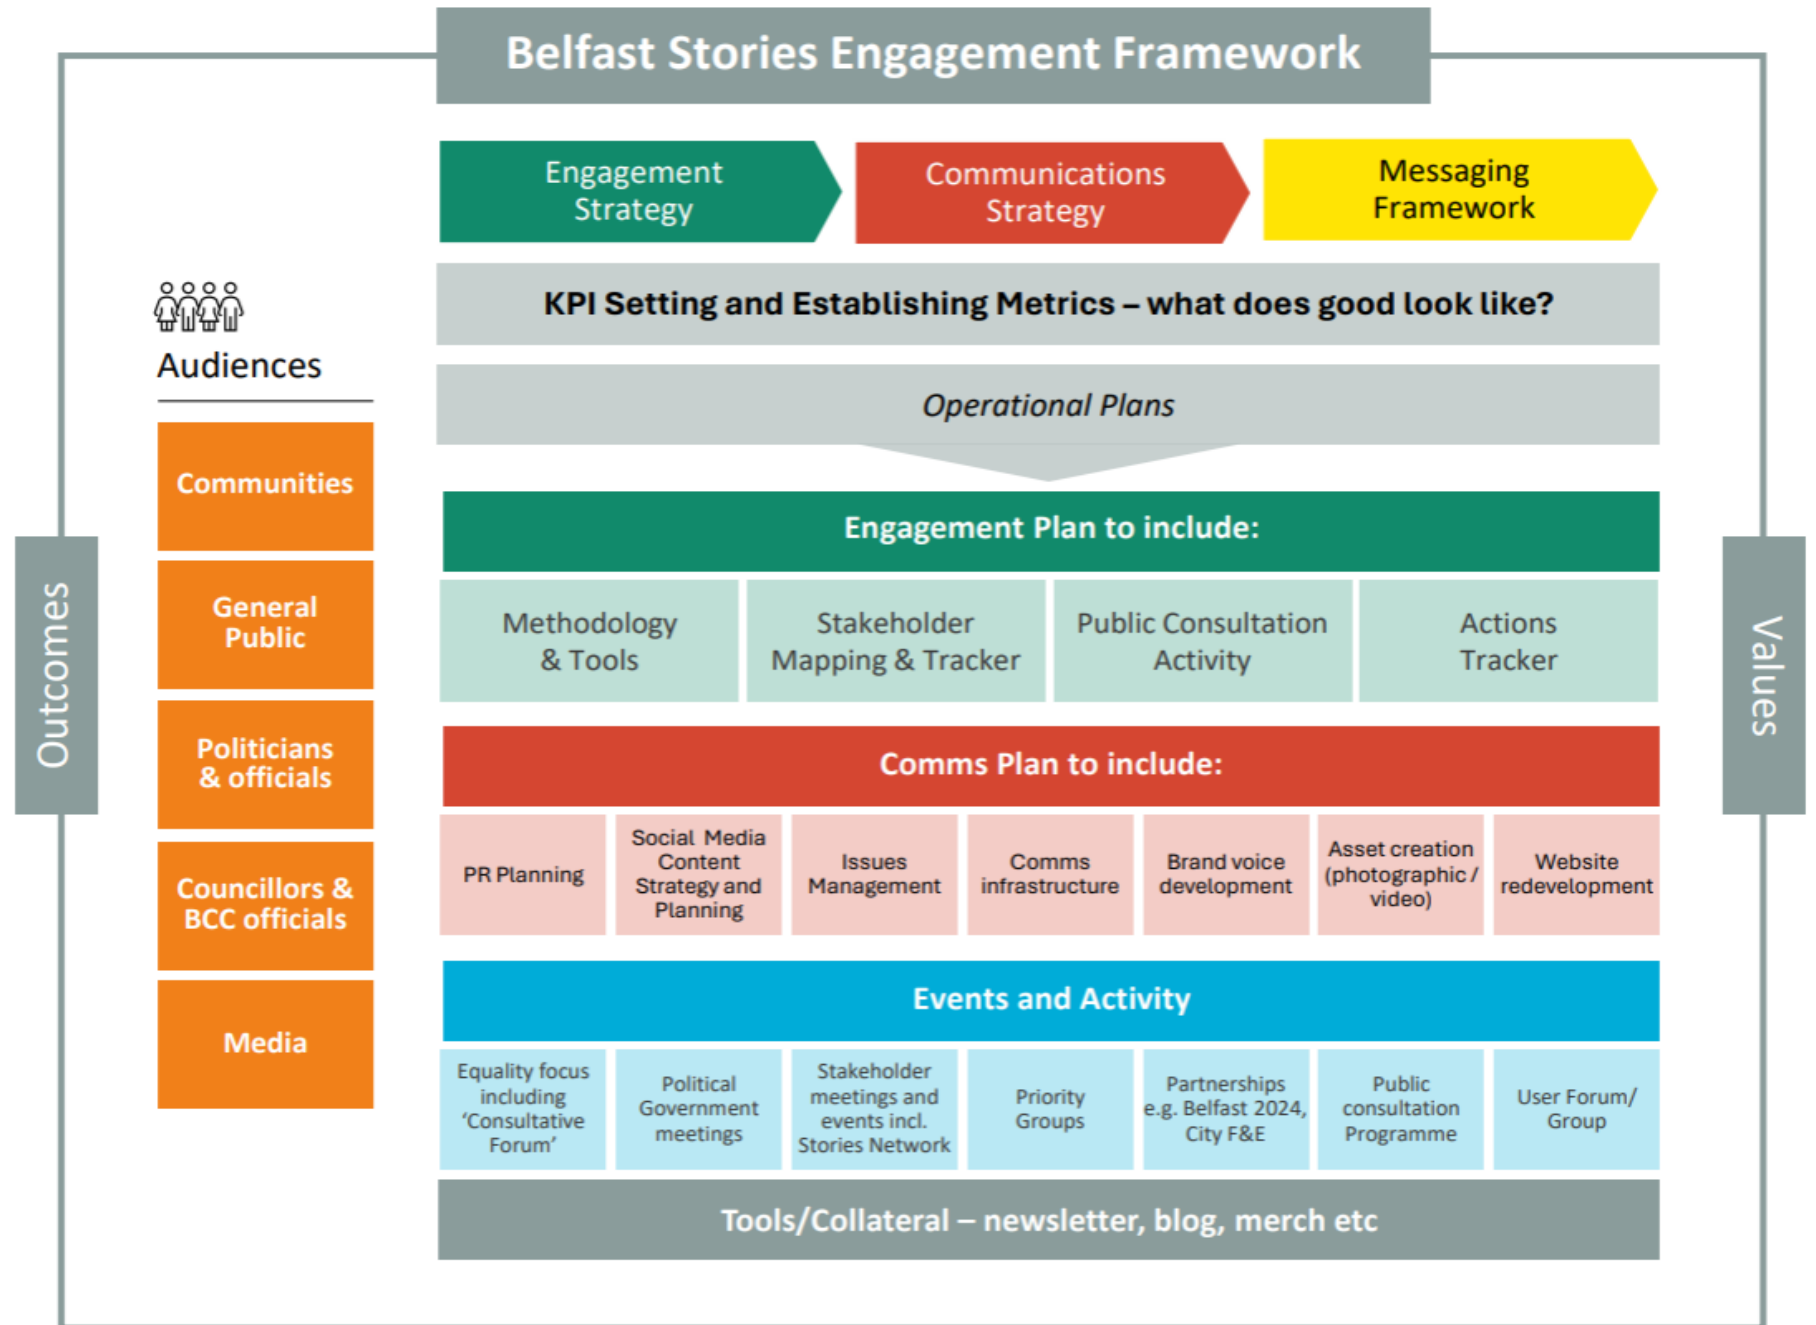 Belfast Stories Engagement Framework
Engagement
Strategy
Communications
Strategy
Messaging
Framework
KPI Setting and Establishing Metrics – what does good look like?
Operational Plans
Audiences
Communities
General
Public
Politicians
& officials
Councillors &
BCC officials
Media
Outcomes
Values
Engagement Plan to include:
Methodology
& Tools
Stakeholder
Mapping & Tracker
Public Consultation
Activity
Actions
Tracker
Comms Plan to include:
PR Planning
Social Media
Content
Strategy and
Planning
Issues
Management
Comms
infrastructure
Brand voice
development
Asset creation
(photographic /
video)
Website
redevelopment
Events and Activity
Equality focus
including
‘Consultative
Forum’
Political
Government
meetings
Stakeholder
meetings and
events incl.
Stories Network
Priority
Groups
Partnerships
e.g. Belfast 2024,
City F&E
Public
consultation
Programme
User Forum/
Group
Tools/Collateral – newsletter, blog, merch etc